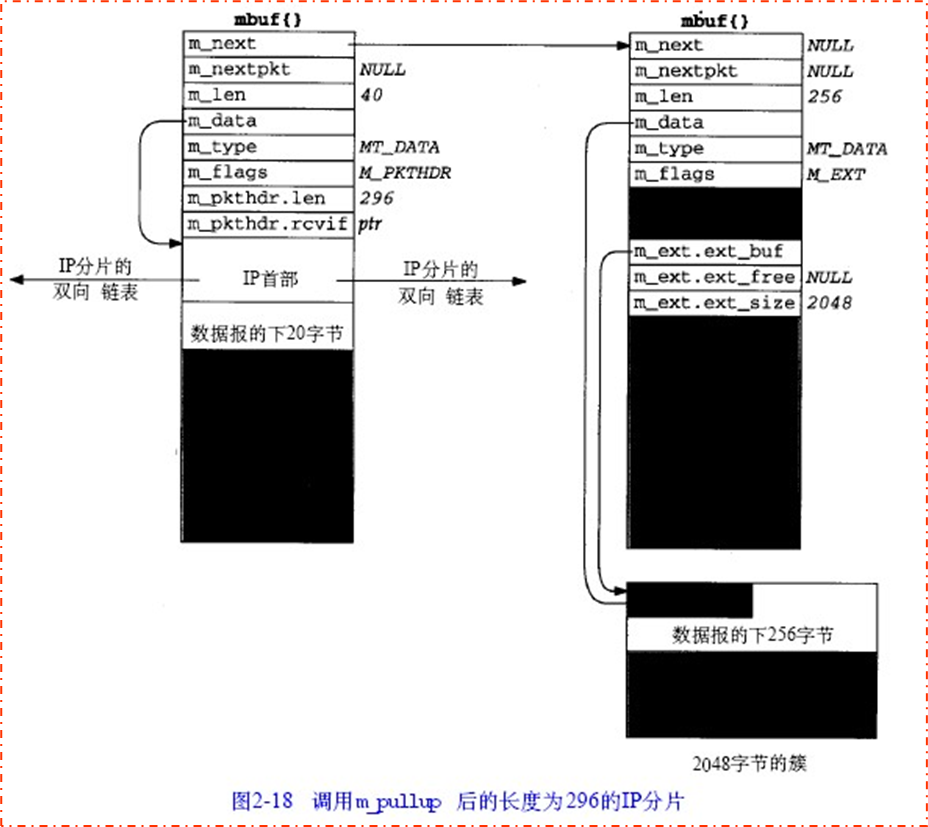 mbuf{}
m_next
m_nextpkt NULL
m_len 40
m_data
m_type MT_DATA
m_flags M_PKTHDR
m_pkthdr.len 296
m_pkthdr.rcvif ptr
IP分片的
双向 链表
IP首部
IP分片的
双向 链表
数据报的下20字节
mbuf{}
m_next NULL
m_nextpkt NULL
m_len 256
m_data
m_type MT_DATA
m_flags M_EXT
m_ext.ext_buf
m_ext.ext_free NULL
m_ext.ext_size 2048
数据报的下256字节
2048字节的簇
图2-18 调用m_pullup 后的长度为296的IP分片